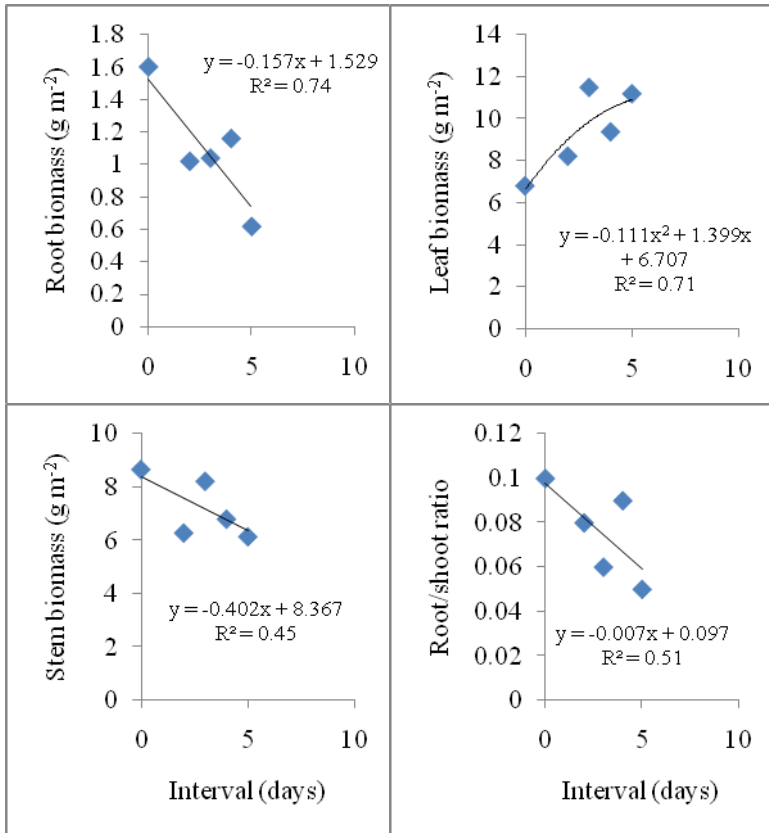 1.8
1.6
1.4
1.2
1
0.8
0.6
0.4
0.2
0
0 5 10
Root biomass (g m⁻²)
y = -0.157x + 1.529
R² = 0.74
14
12
10
8
6
4
2
0
0 5 10
Leaf biomass (g m⁻²)
y = -0.111x² + 1.399x
+ 6.707
R² = 0.71
10
8
6
4
2
0
0 5 10
Stem biomass (g m⁻²)
y = -0.402x + 8.367
R² = 0.45
Interval (days)
0.12
0.1
0.08
0.06
0.04
0.02
0
0 5 10
Root/shoot ratio
y = -0.007x + 0.097
R² = 0.51
Interval (days)